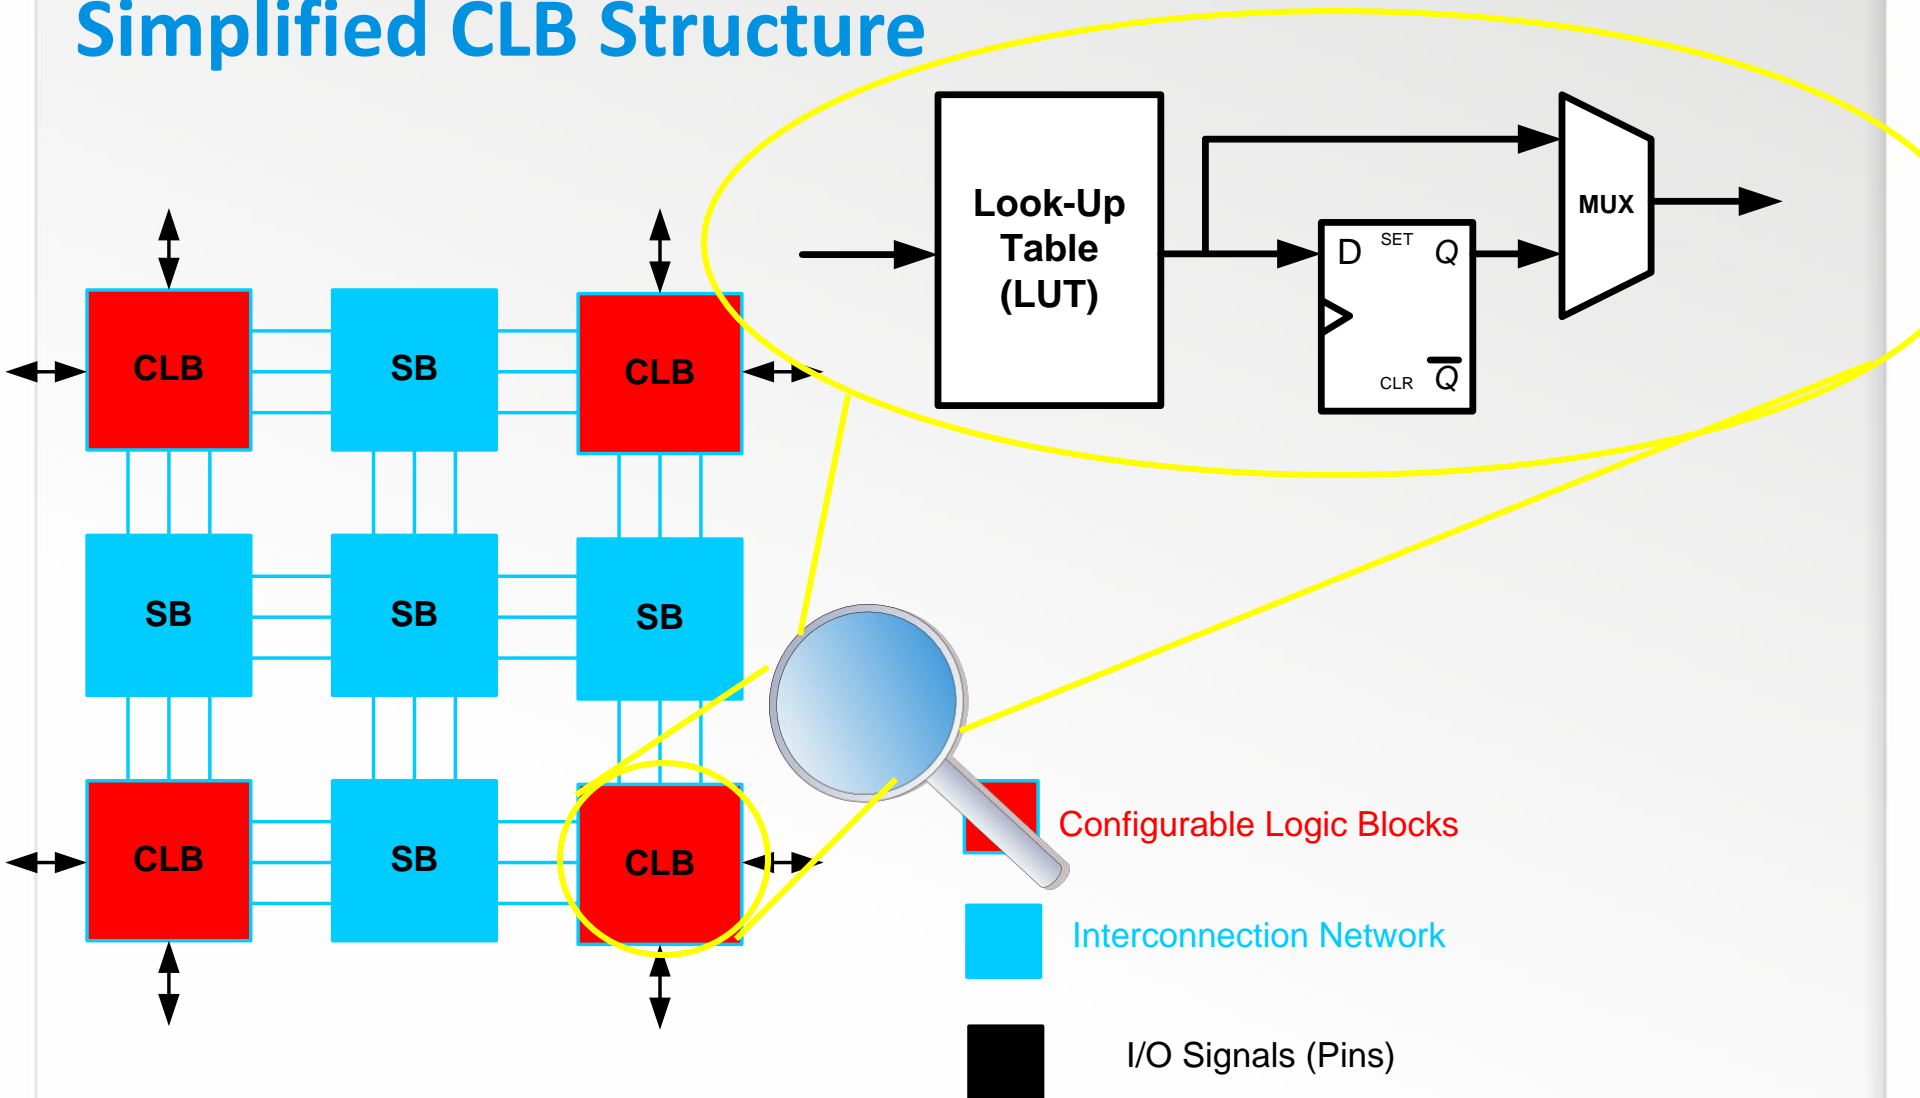 Simplified CLB Structure
Look-Up
Table
(LUT)
MUX
D SET Q
CLR Q̅
CLB SB CLB
SB SB SB
CLB SB CLB
Configurable Logic Blocks
Interconnection Network
I/O Signals (Pins)